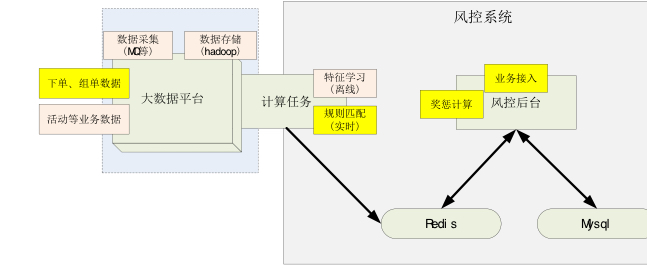 风控系统
数据采集
（MQ等）
数据存储
（hadoop）
下单、组单数据
大数据平台
活动等业务数据
计算任务
特征学习
（离线）
规则匹配
（实时）
业务接入
奖惩计算
风控后台
Redis
Mysql